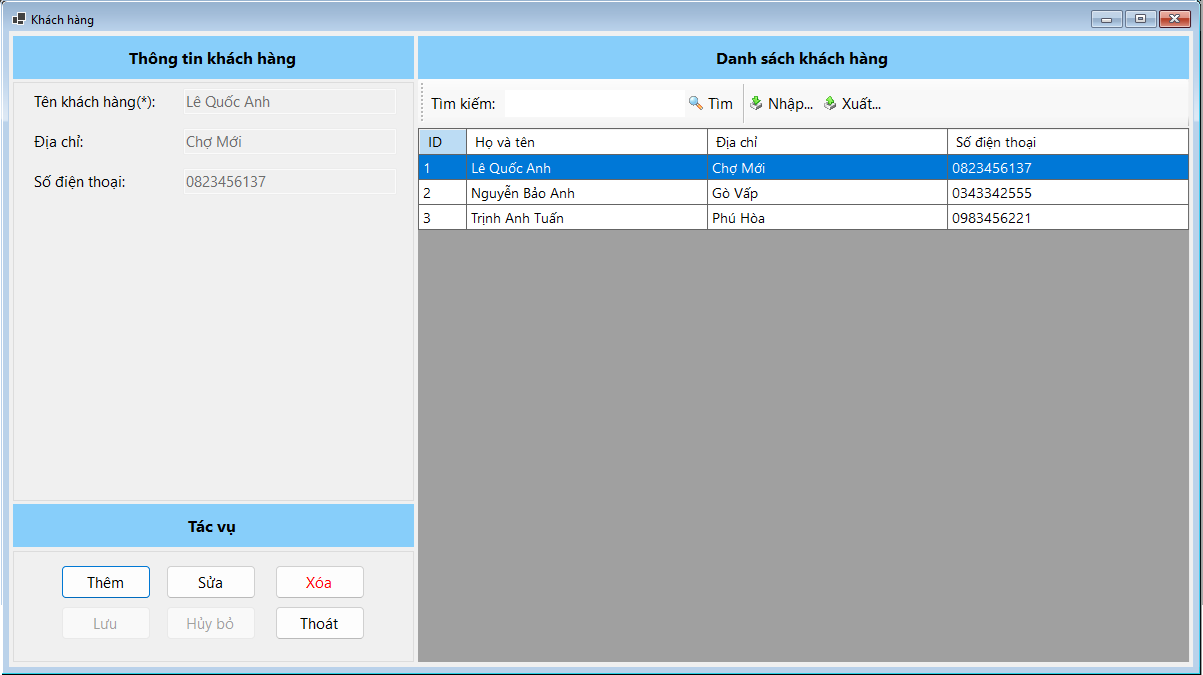 Khách hàng
Thông tin khách hàng
Tên khách hàng(*): Lê Quốc Anh
Địa chỉ: Chợ Mới
Số điện thoại: 0823456137
Tác vụ
Thêm Sửa Xóa
Lưu Hủy bỏ Thoát
Danh sách khách hàng
Tìm kiếm: Tìm Nhập... Xuất...
ID Họ và tên Địa chỉ Số điện thoại
1 Lê Quốc Anh Chợ Mới 0823456137
2 Nguyễn Bảo Anh Gò Vấp 0343342555
3 Trịnh Anh Tuấn Phú Hòa 0983456221